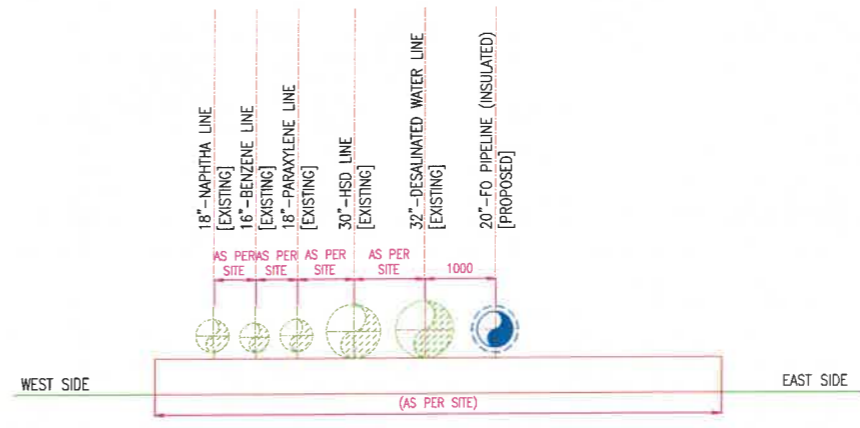 18"-NAPHTHA LINE
[EXISTING]
16"-BENZENE LINE
[EXISTING]
18"-PARAXYLENE LINE
[EXISTING]
30"-HSD LINE
[EXISTING]
32"-DESALINATED WATER LINE
[EXISTING]
20"-FO PIPELINE (INSULATED)
[PROPOSED]
AS PER
SITE
AS PER
SITE
AS PER
SITE
AS PER
SITE
1000
WEST SIDE
EAST SIDE
(AS PER SITE)